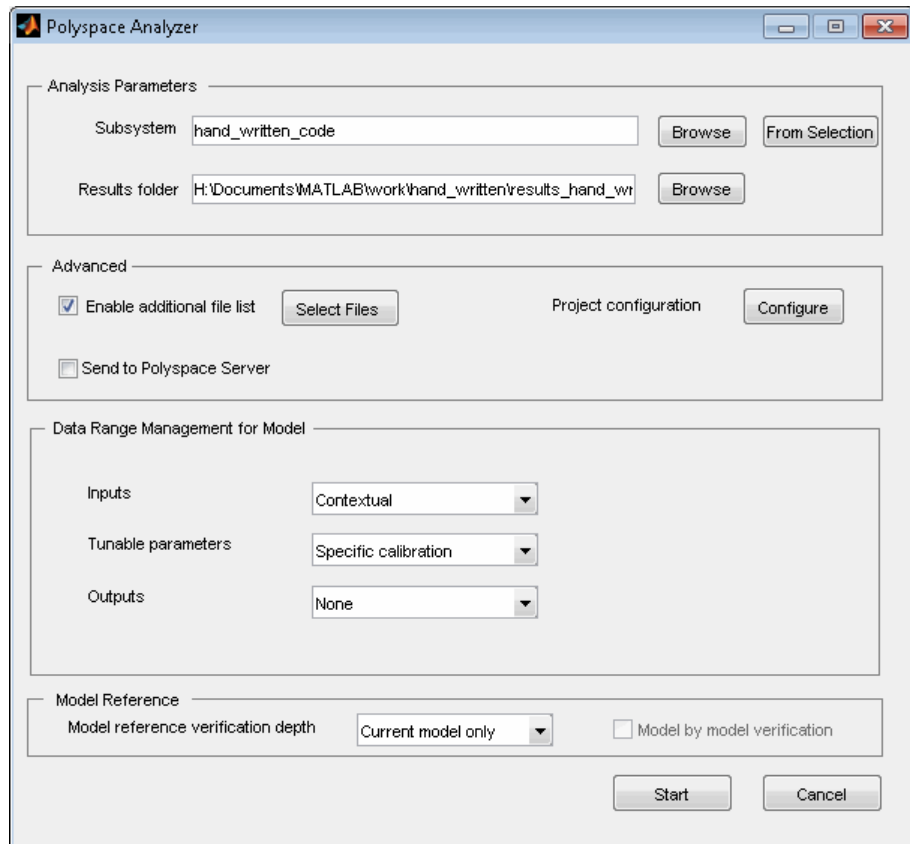 Polyspace Analyzer
Analysis Parameters
Subsystem hand_written_code Browse From Selection
Results folder H:\Documents\MATLAB\work\hand_written\results_hand_wr Browse
Advanced
Enable additional file list Select Files Project configuration Configure
Send to Polyspace Server
Data Range Management for Model
Inputs Contextual
Tunable parameters Specific calibration
Outputs None
Model Reference
Model reference verification depth Current model only Model by model verification
Start Cancel